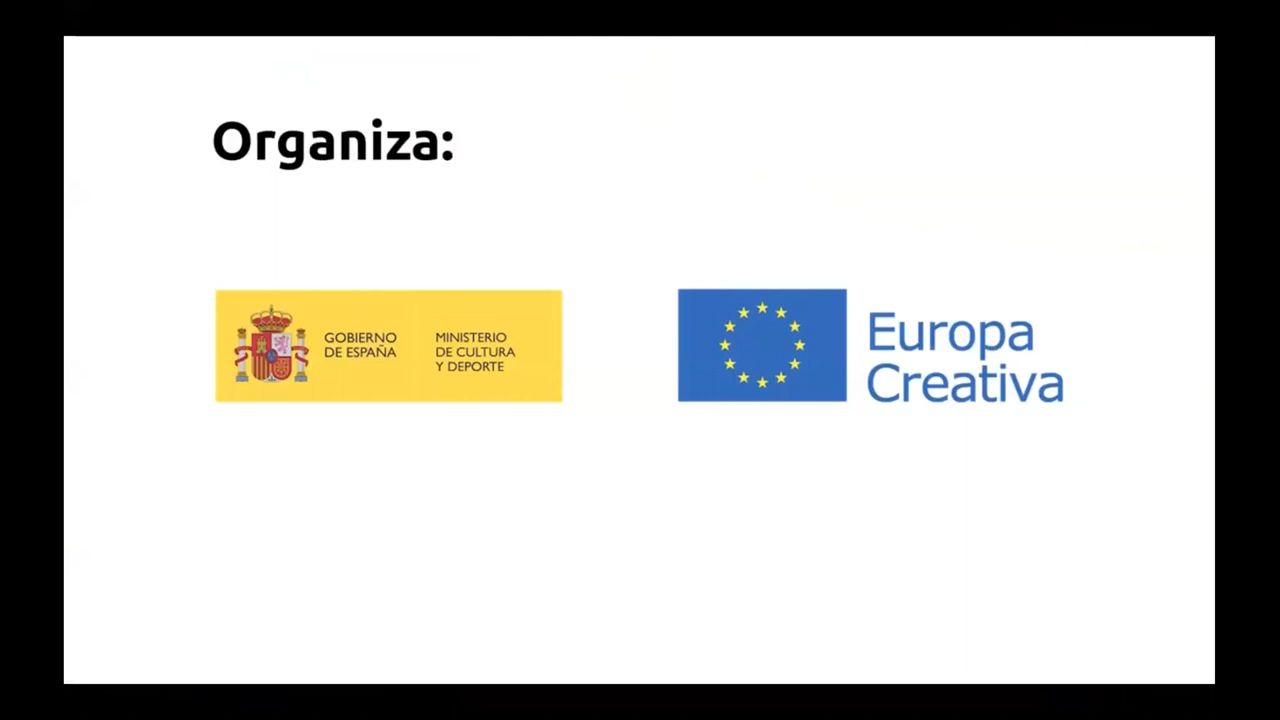 Organiza:
GOBIERNO
DE ESPAÑA
MINISTERIO
DE CULTURA
Y DEPORTE
Europa
Creativa